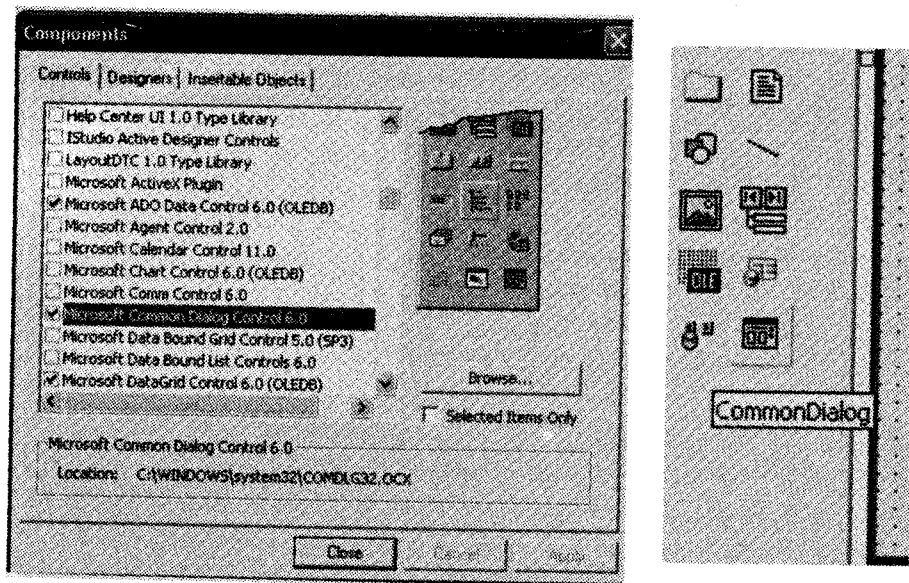 Components
Controls | Designers | Insertable Objects |
Help Center UI 1.0 Type Library
IStudio Active Designer Controls
LayoutDTC 1.0 Type Library
Microsoft ActiveX Plugin
Microsoft ADO Data Control 6.0 (OLEDB)
Microsoft Agent Control 2.0
Microsoft Calendar Control 11.0
Microsoft Chart Control 6.0 (OLEDB)
Microsoft Comm Control 6.0
Microsoft Common Dialog Control 6.0
Microsoft Data Bound Grid Control 5.0 (SP3)
Microsoft Data Bound List Controls 6.0
Microsoft DataGrid Control 6.0 (OLEDB)
Browse...
Selected Items Only
Microsoft Common Dialog Control 6.0
Location: C:\WINDOWS\system32\COMDLG32.OCX
Close Cancel Apply
OLE
CommonDialog